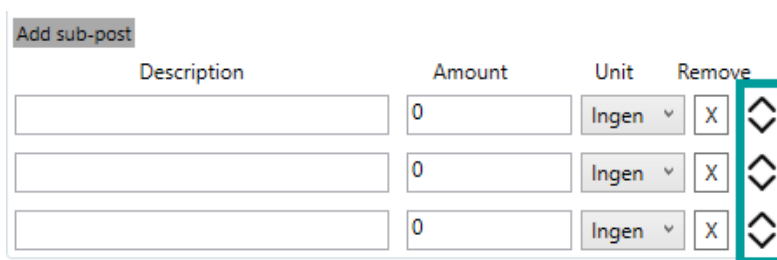 Add sub-post
Description Amount Unit Remove
0 Ingen X
0 Ingen X
0 Ingen X